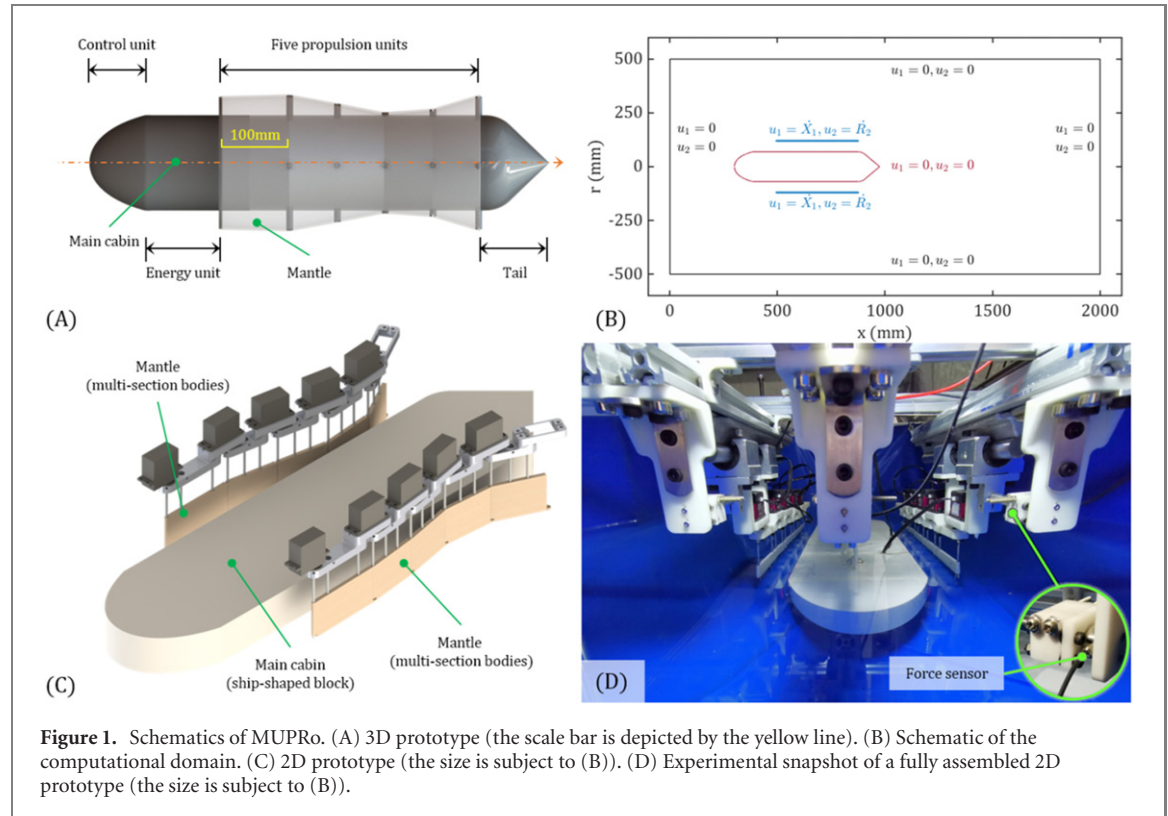 Control unit
Five propulsion units
100mm
Main cabin
Energy unit
Mantle
Tail
(A)
500
250
0
-250
-500
r (mm)
u₁ = 0, u₂ = 0
u₁ = 0
u₂ = 0
u₁ = Ẋ₁, u₂ = Ṙ₂
u₁ = 0, u₂ = 0
u₁ = Ẋ₁, u₂ = Ṙ₂
u₁ = 0
u₂ = 0
u₁ = 0, u₂ = 0
0
500
1000
1500
2000
x (mm)
(B)
Mantle
(multi-section bodies)
Mantle
(multi-section bodies)
Main cabin
(ship-shaped block)
(C)
Force sensor
(D)
Figure 1. Schematics of MUPRo. (A) 3D prototype (the scale bar is depicted by the yellow line). (B) Schematic of the
computational domain. (C) 2D prototype (the size is subject to (B)). (D) Experimental snapshot of a fully assembled 2D
prototype (the size is subject to (B)).